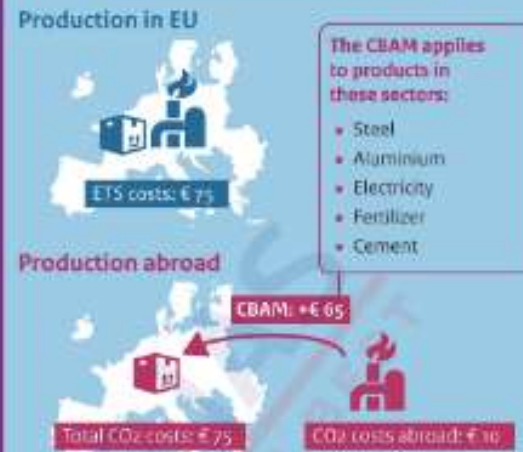 Production in EU
ETS costs: € 75
The CBAM applies
to products in
these sectors:
• Steel
• Aluminium
• Electricity
• Fertilizer
• Cement
Production abroad
CBAM: +€ 65
Total CO2 costs: € 75
CO2 costs abroad: € 10